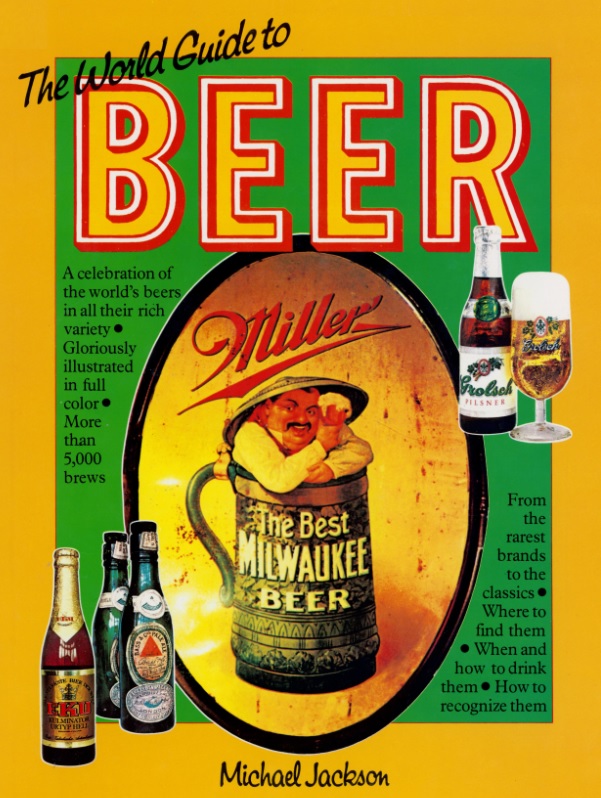 The World Guide to
BEER
A celebration of
the world's beers
in all their rich
variety ●
Gloriously
illustrated
in full
color ●
More
than
5,000
brews
Miller
Grolsch
PILSNER
Grolsch
The Best
MILWAUKEE
BEER
From
the
rarest
brands
to the
classics ●
Where to
find them
● When and
how to drink
them ● How to
recognize them
EKU
KULMINATOR
URTYP HELL
Michael Jackson